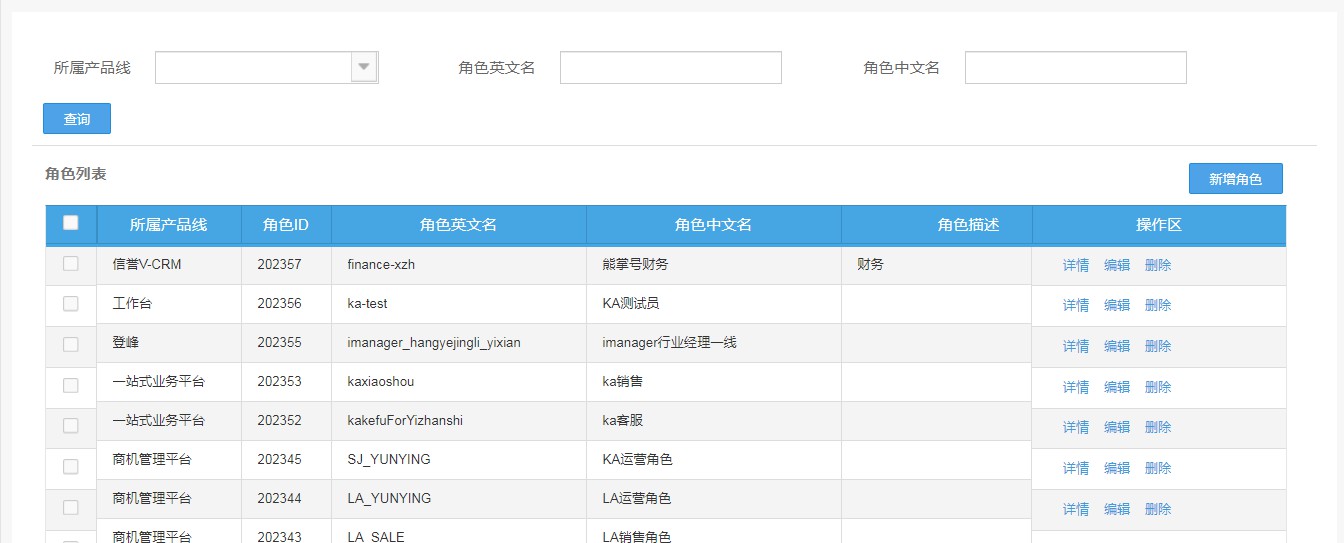 所属产品线 角色英文名 角色中文名
查询
角色列表 新增角色
所属产品线 角色ID 角色英文名 角色中文名 角色描述 操作区
信誉V-CRM 202357 finance-xzh 熊掌号财务 财务 详情 编辑 删除
工作台 202356 ka-test KA测试员 详情 编辑 删除
登峰 202355 imanager_hangyejingli_yixian imanager行业经理一线 详情 编辑 删除
一站式业务平台 202353 kaxiaoshou ka销售 详情 编辑 删除
一站式业务平台 202352 kakefuForYizhanshi ka客服 详情 编辑 删除
商机管理平台 202345 SJ_YUNYING KA运营角色 详情 编辑 删除
商机管理平台 202344 LA_YUNYING LA运营角色 详情 编辑 删除
商机管理平台 202343 LA_SALE LA销售角色